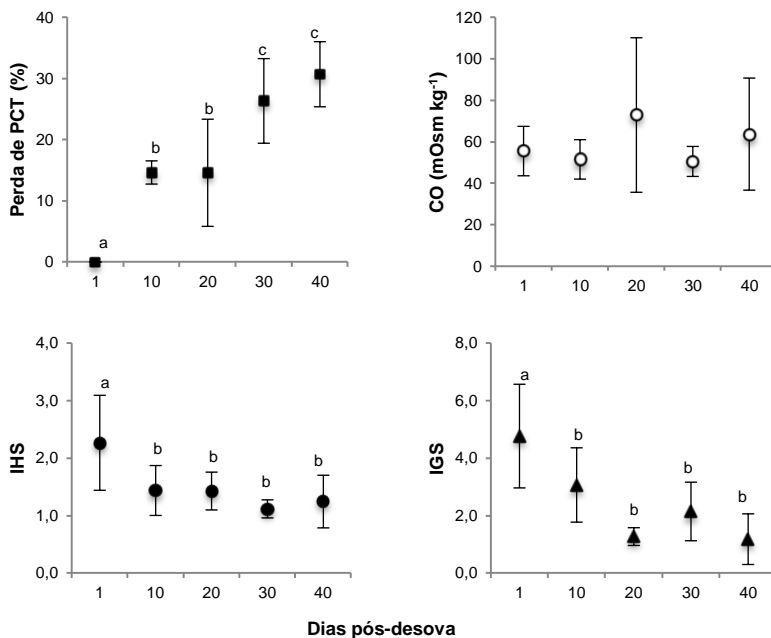 Perda de PCT (%)
40
30
20
10
0
a
b
b
c
c
1 10 20 30 40
CO (mOsm kg⁻¹)
120
100
80
60
40
20
0
1 10 20 30 40
IHS
4,0
3,0
2,0
1,0
0,0
a
b
b
b
b
1 10 20 30 40
IGS
8,0
6,0
4,0
2,0
0,0
a
b
b
b
b
1 10 20 30 40
Dias pós-desova